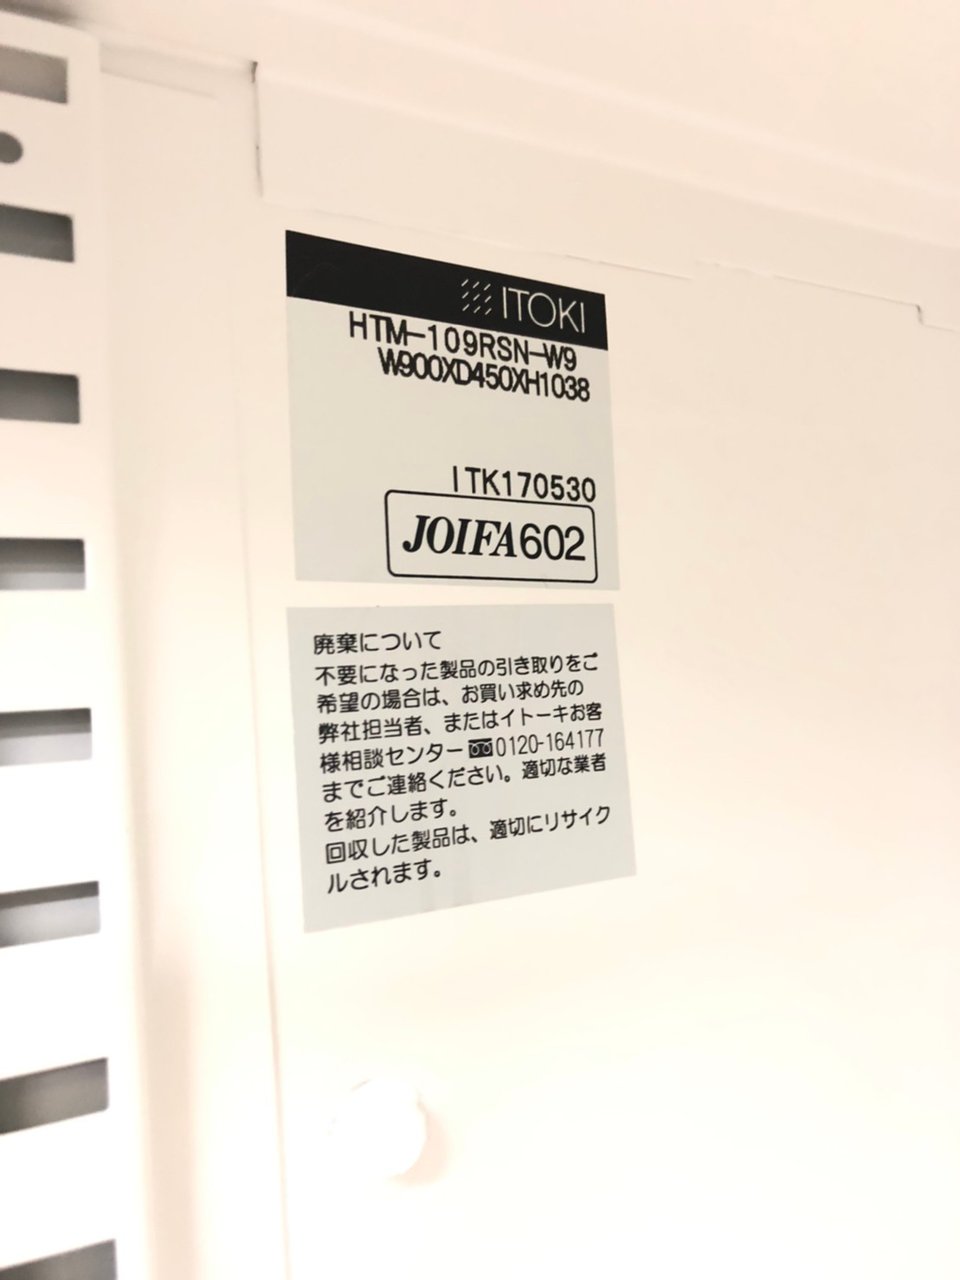 ITOKI
HTM-109RSN-W9
W900XD450XH1038
ITK170530
JOIFA602
廃棄について
不要になった製品の引き取りをご
希望の場合は、お買い求め先の
弊社担当者、またはイトーキお客
様相談センター 0120-164177
までご連絡ください。適切な業者
を紹介します。
回収した製品は、適切にリサイク
ルされます。